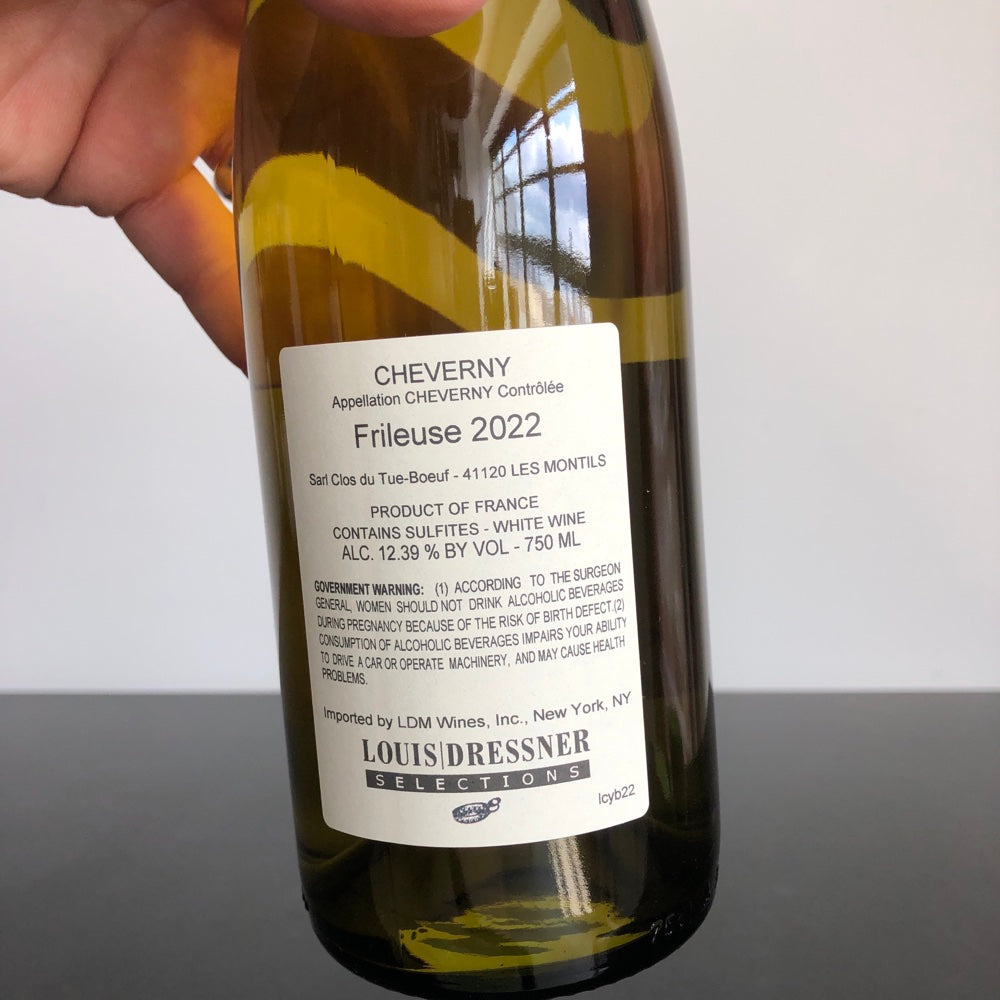 CHEVERNY
Appellation CHEVERNY Contrôlée
Frileuse 2022
Sarl Clos du Tue-Boeuf - 41120 LES MONTILS
PRODUCT OF FRANCE
CONTAINS SULFITES - WHITE WINE
ALC. 12.39 % BY VOL - 750 ML
GOVERNMENT WARNING: (1) ACCORDING TO THE SURGEON
GENERAL, WOMEN SHOULD NOT DRINK ALCOHOLIC BEVERAGES
DURING PREGNANCY BECAUSE OF THE RISK OF BIRTH DEFECT.(2)
CONSUMPTION OF ALCOHOLIC BEVERAGES IMPAIRS YOUR ABILITY
TO DRIVE A CAR OR OPERATE MACHINERY, AND MAY CAUSE HEALTH
PROBLEMS.
Imported by LDM Wines, Inc., New York, NY
LOUIS|DRESSNER
SELECTIONS
lcyb22